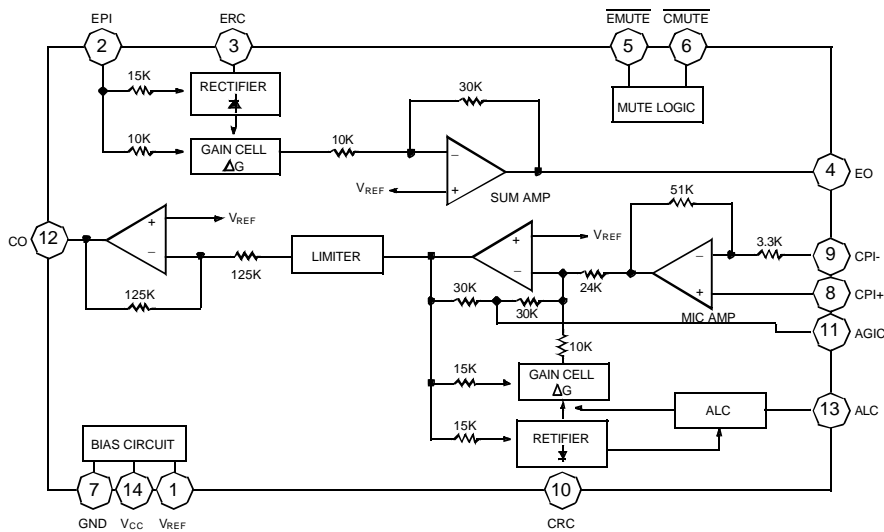 EPI
ERC
EMUTE
CMUTE
2
3
5
6
15K
RECTIFIER
MUTE LOGIC
30K
10K
GAIN CELL
ΔG
10K
−
+
VREF
SUM AMP
4
EO
CO
12
+
−
VREF
125K
125K
LIMITER
+
−
VREF
24K
30K
30K
51K
−
+
MIC AMP
3.3K
9
CPI-
8
CPI+
11
AGIC
10K
15K
GAIN CELL
ΔG
15K
RETIFIER
ALC
13
ALC
BIAS CIRCUIT
7
14
1
GND
VCC
VREF
10
CRC